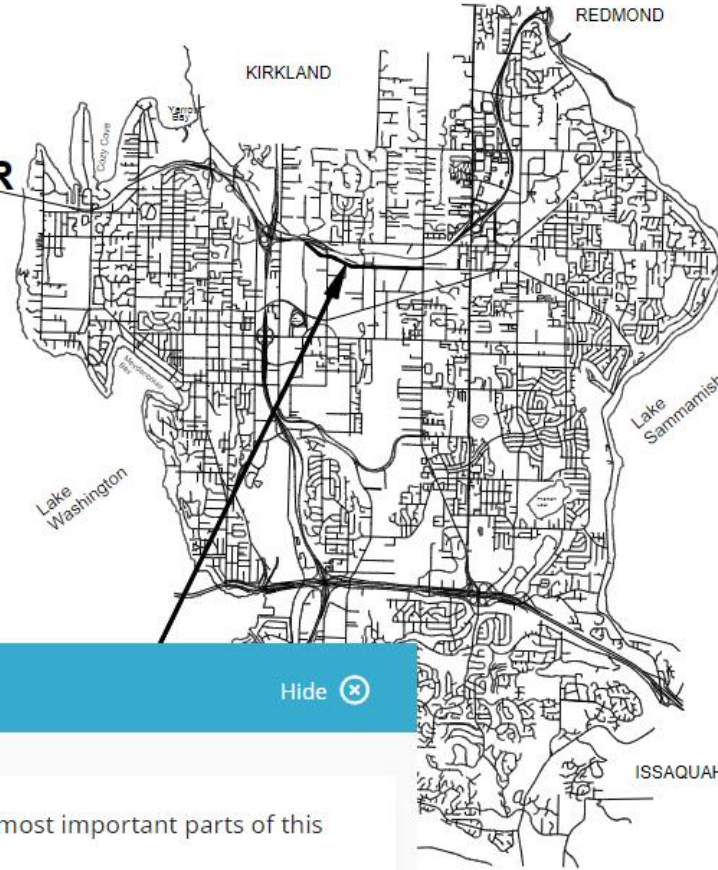 REDMOND
KIRKLAND
Yarrow
Bay
Cozy Cove
R
Meydenbauer
Bay
Lake
Sammamish
Lake
Washington
Hide
ISSAQUAH
most important parts of this